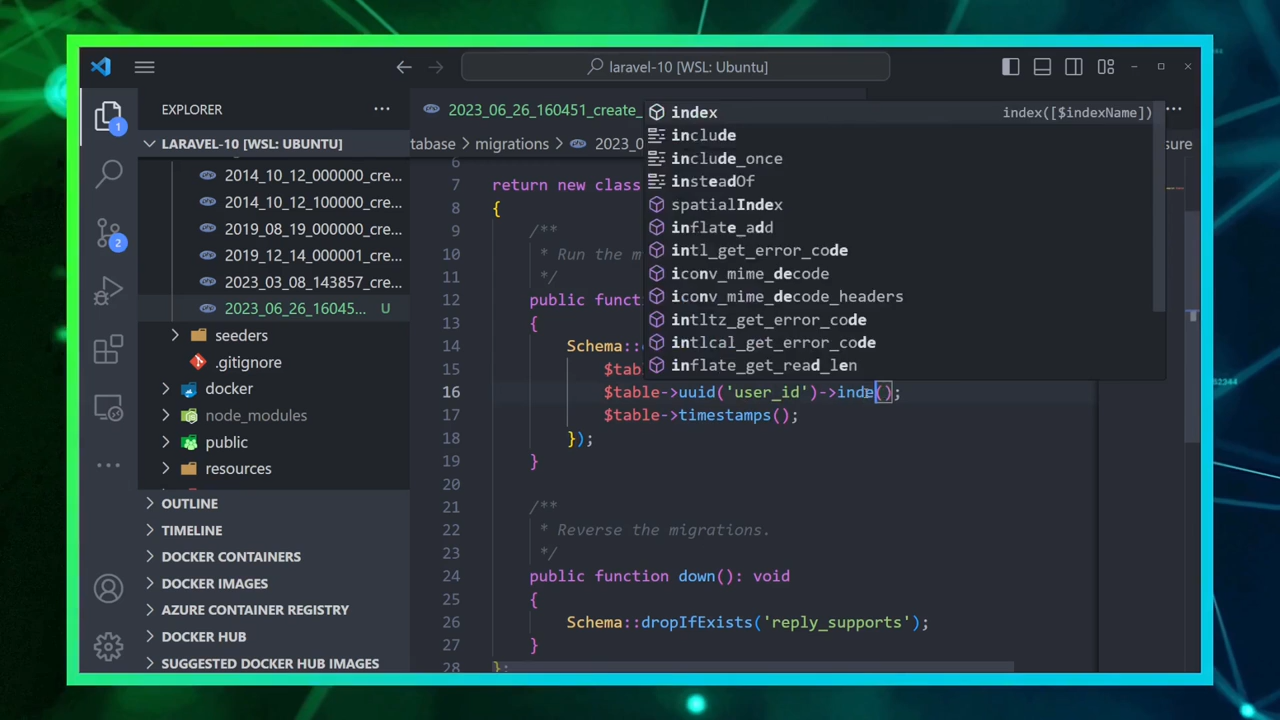 laravel-10 [WSL: Ubuntu]
EXPLORER
1
2
LARAVEL-10 [WSL: UBUNTU]
2014_10_12_000000_cre...
2014_10_12_100000_cre...
2019_08_19_000000_cre...
2019_12_14_000001_cre...
2023_03_08_143857_cre...
2023_06_26_16045... U
seeders
.gitignore
docker
node_modules
public
resources
OUTLINE
TIMELINE
DOCKER CONTAINERS
DOCKER IMAGES
AZURE CONTAINER REGISTRY
DOCKER HUB
SUGGESTED DOCKER HUB IMAGES
2023_06_26_160451_create_
tabase > migrations > 2023_0
sure
index index([$indexName])
include
include_once
insteadOf
spatialIndex
inflate_add
intl_get_error_code
iconv_mime_decode
iconv_mime_decode_headers
intltz_get_error_code
intlcal_get_error_code
inflate_get_read_len
6
7 return new class
8 {
9 /**
10 * Run the m
11 */
12 public funct
13 {
14 Schema::
15 $tab
16 $table->uuid('user_id')->inde();
17 $table->timestamps();
18 });
19 }
20
21 /**
22 * Reverse the migrations.
23 */
24 public function down(): void
25 {
26 Schema::dropIfExists('reply_supports');
27 }
28 };